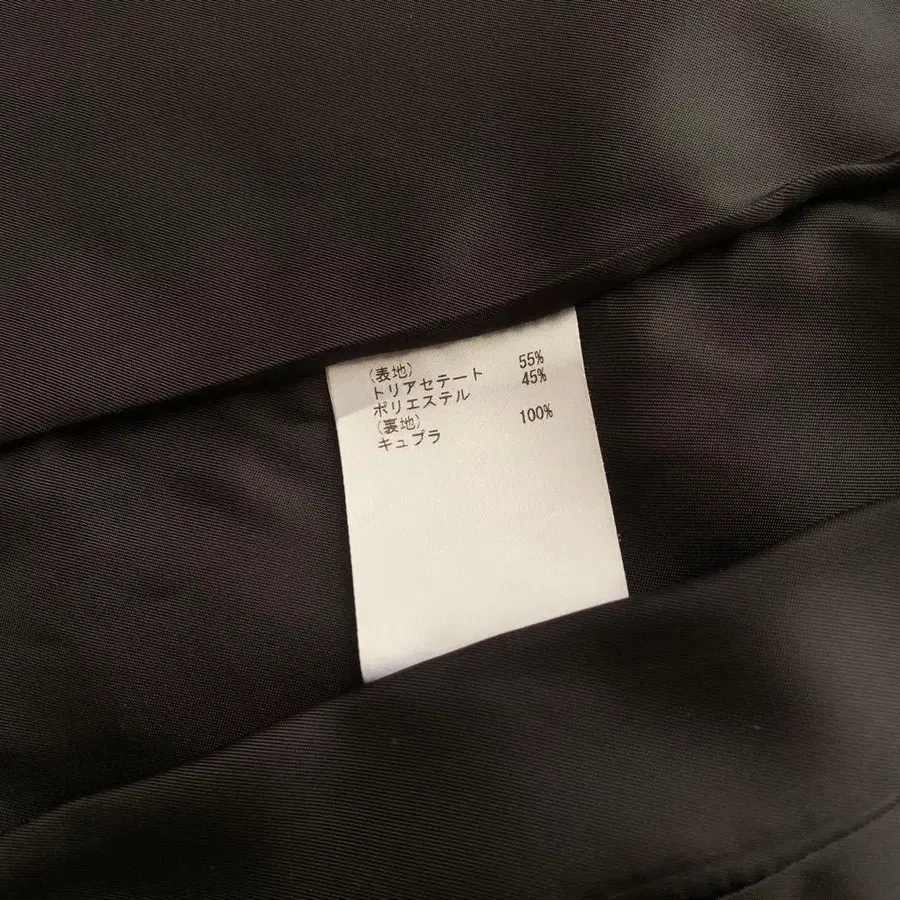 (表地)
トリアセテート 55%
ポリエステル 45%
(裏地)
キュプラ 100%